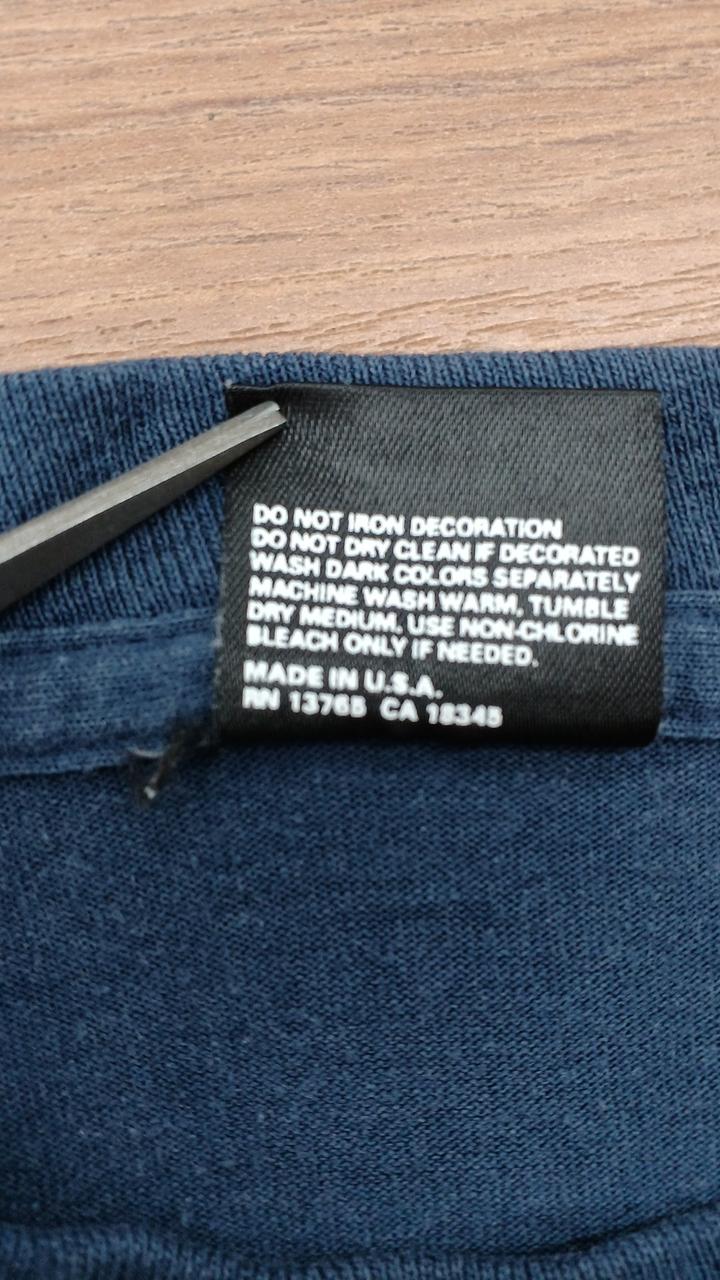 DO NOT IRON DECORATION
DO NOT DRY CLEAN IF DECORATED
WASH DARK COLORS SEPARATELY
MACHINE WASH WARM, TUMBLE
DRY MEDIUM, USE NON-CHLORINE
BLEACH ONLY IF NEEDED.
MADE IN U.S.A.
RN 13765 CA 18345